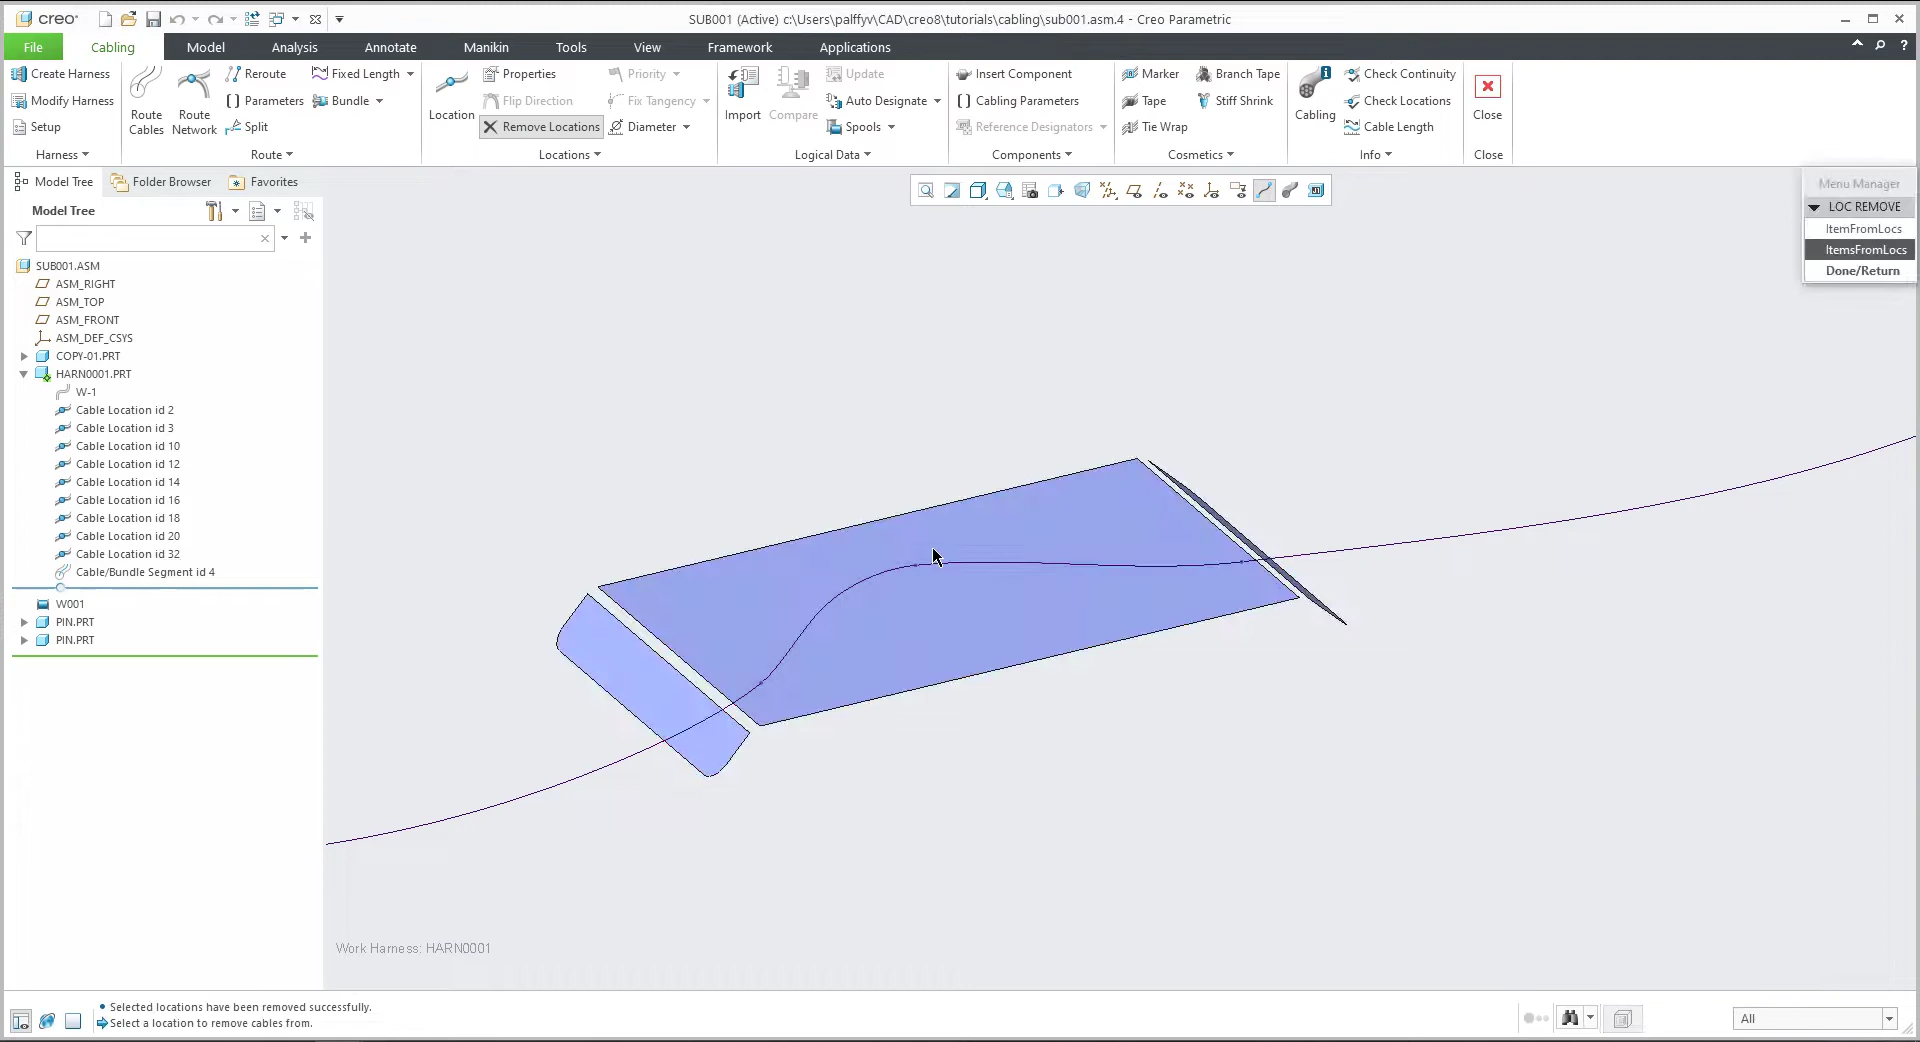 creo
SUB001 (Active) c:\Users\palffyv\CAD\creo8\tutorials\cabling\sub001.asm.4 - Creo Parametric
File
Cabling
Model
Analysis
Annotate
Manikin
Tools
View
Framework
Applications
Create Harness
Modify Harness
Setup
Harness
Route Cables
Route Network
Reroute
Parameters
Split
Fixed Length
Bundle
Route
Location
Properties
Flip Direction
Remove Locations
Priority
Fix Tangency
Diameter
Locations
Import
Compare
Update
Auto Designate
Spools
Logical Data
Insert Component
Cabling Parameters
Reference Designators
Components
Marker
Tape
Tie Wrap
Branch Tape
Stiff Shrink
Cosmetics
Cabling
Check Continuity
Check Locations
Cable Length
Info
Close
Close
Model Tree
Folder Browser
Favorites
Model Tree
SUB001.ASM
ASM_RIGHT
ASM_TOP
ASM_FRONT
ASM_DEF_CSYS
COPY-01.PRT
HARN0001.PRT
W-1
Cable Location id 2
Cable Location id 3
Cable Location id 10
Cable Location id 12
Cable Location id 14
Cable Location id 16
Cable Location id 18
Cable Location id 20
Cable Location id 32
Cable/Bundle Segment id 4
W001
PIN.PRT
PIN.PRT
Menu Manager
LOC REMOVE
ItemFromLocs
ItemsFromLocs
Done/Return
Work Harness: HARN0001
Selected locations have been removed successfully.
Select a location to remove cables from.
All